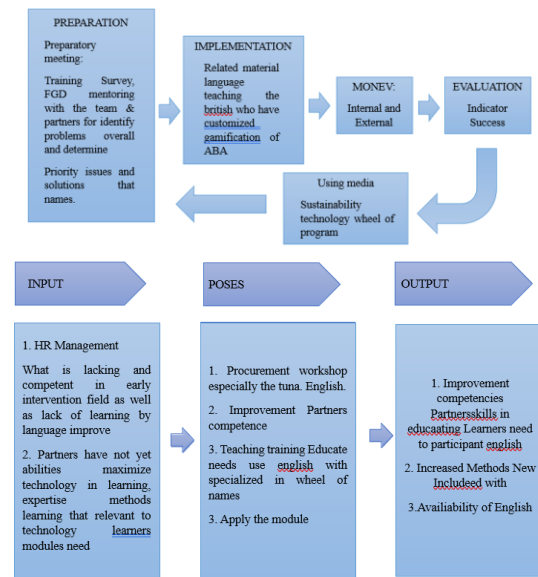 PREPARATION
Preparatory
meeting:
Training Survey,
FGD mentoring
with the team &
partners for identify
problems overall
and determine
Priority issues and
solutions that
names.
IMPLEMENTATION
Related material
language
teaching the
british who have
customized
gamification of
ABA
MONEV:
Internal and
External
EVALUATION
Indicator
Success
Using media
Sustainability
technology wheel of
program
INPUT
POSES
OUTPUT
1. HR Management
What is lacking and
competent in early
intervention field as well
as lack of learning by
language improve
2. Partners have not yet
abilities maximize
technology in learning,
expertise methods
learning that relevant to
technology learners
modules need
1. Procurement workshop
especially the tuna. English.
2. Improvement Partners
competence
3. Teaching training Educate
needs use english with
specialized in wheel of
names
3. Apply the module
1. Improvement
competencies
Partnersskills in
educaating Learners need
to participant english
2. Increased Methods New
Includeed with
3.Availiability of English